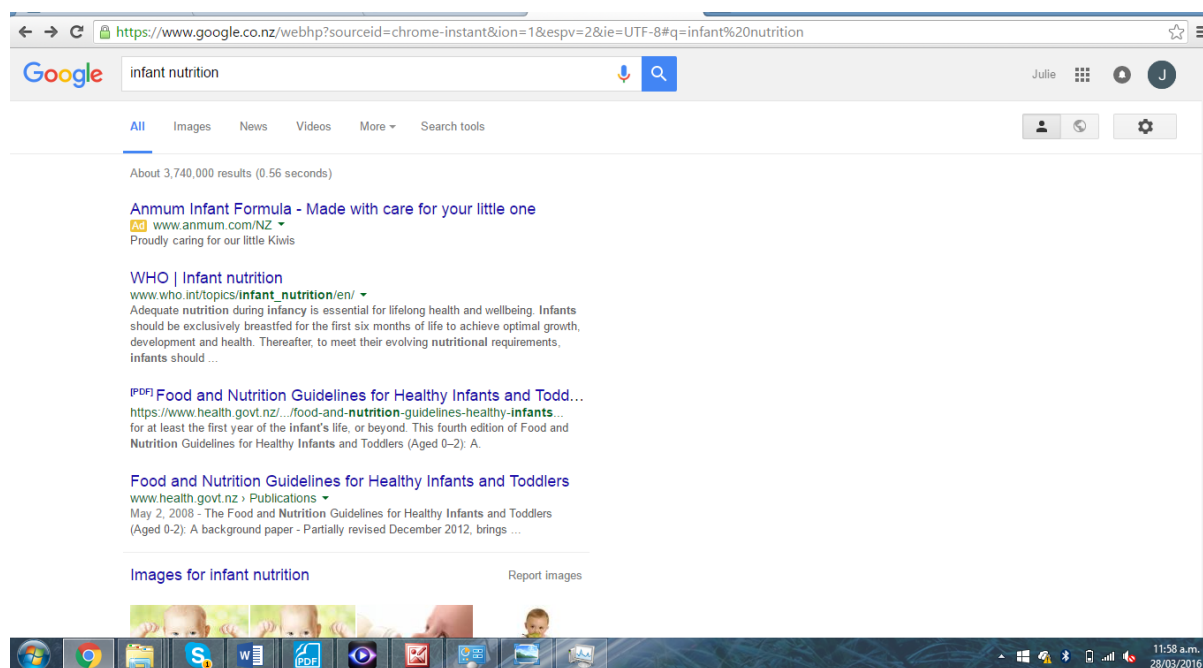 https://www.google.co.nz/webhp?sourceid=chrome-instant&ion=1&espv=2&ie=UTF-8#q=infant%20nutrition
Google infant nutrition Julie J
All Images News Videos More Search tools
About 3,740,000 results (0.56 seconds)
Anmum Infant Formula - Made with care for your little one
Ad www.anmum.com/NZ
Proudly caring for our little Kiwis
WHO | Infant nutrition
www.who.int/topics/infant_nutrition/en/
Adequate nutrition during infancy is essential for lifelong health and wellbeing. Infants
should be exclusively breastfed for the first six months of life to achieve optimal growth,
development and health. Thereafter, to meet their evolving nutritional requirements,
infants should ...
[PDF] Food and Nutrition Guidelines for Healthy Infants and Todd...
https://www.health.govt.nz/.../food-and-nutrition-guidelines-healthy-infants...
for at least the first year of the infant's life, or beyond. This fourth edition of Food and
Nutrition Guidelines for Healthy Infants and Toddlers (Aged 0–2): A.
Food and Nutrition Guidelines for Healthy Infants and Toddlers
www.health.govt.nz › Publications
May 2, 2008 - The Food and Nutrition Guidelines for Healthy Infants and Toddlers
(Aged 0-2): A background paper - Partially revised December 2012, brings ...
Images for infant nutrition Report images
S W PDF
11:58 a.m.
28/03/2016